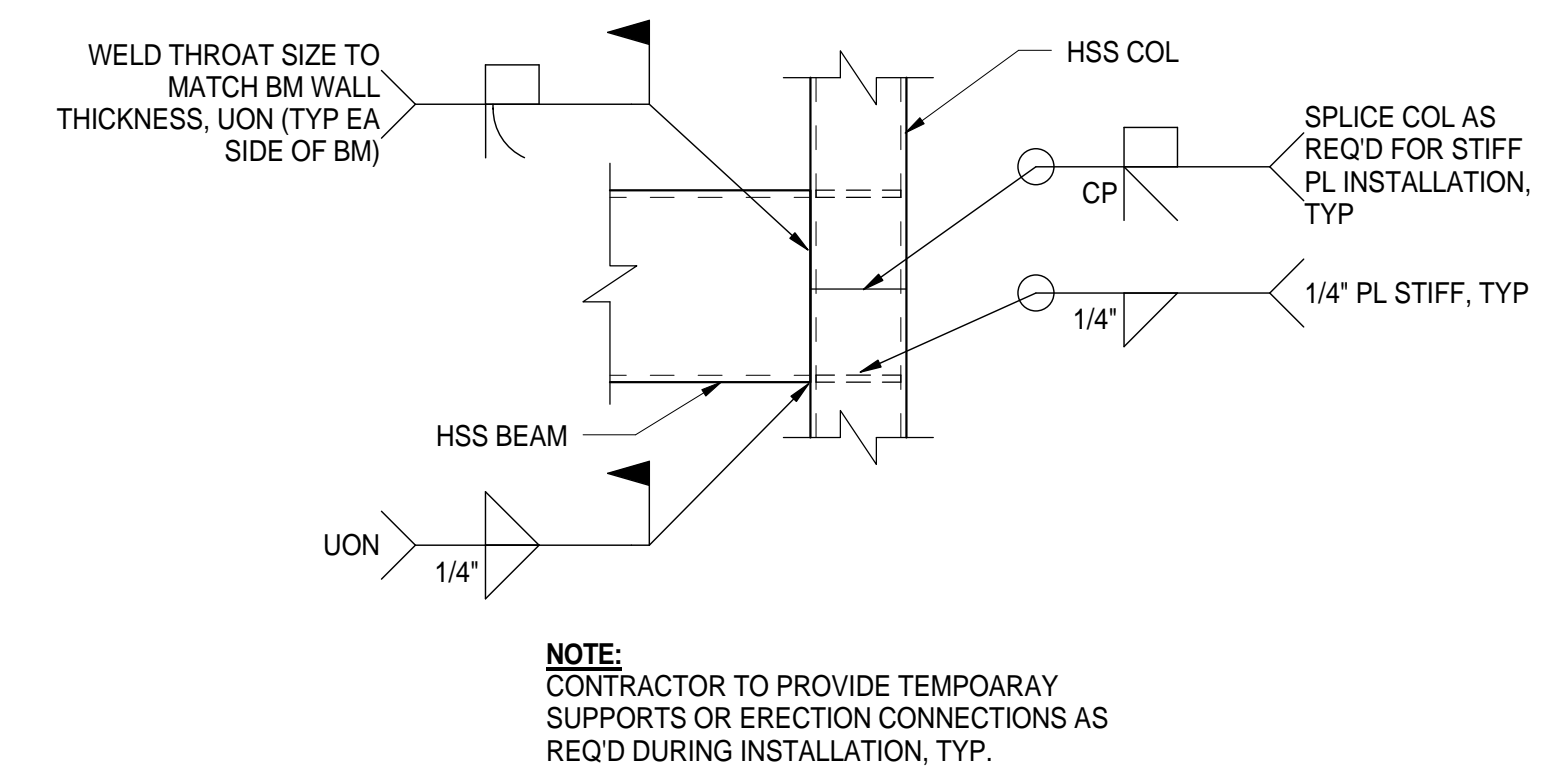 WELD THROAT SIZE TO
MATCH BM WALL
THICKNESS, UON (TYP EA
SIDE OF BM)
HSS COL
SPLICE COL AS
REQ'D FOR STIFF
PL INSTALLATION,
TYP
CP
1/4" PL STIFF, TYP
1/4"
HSS BEAM
UON
1/4"
NOTE:
CONTRACTOR TO PROVIDE TEMPOARAY
SUPPORTS OR ERECTION CONNECTIONS AS
REQ'D DURING INSTALLATION, TYP.